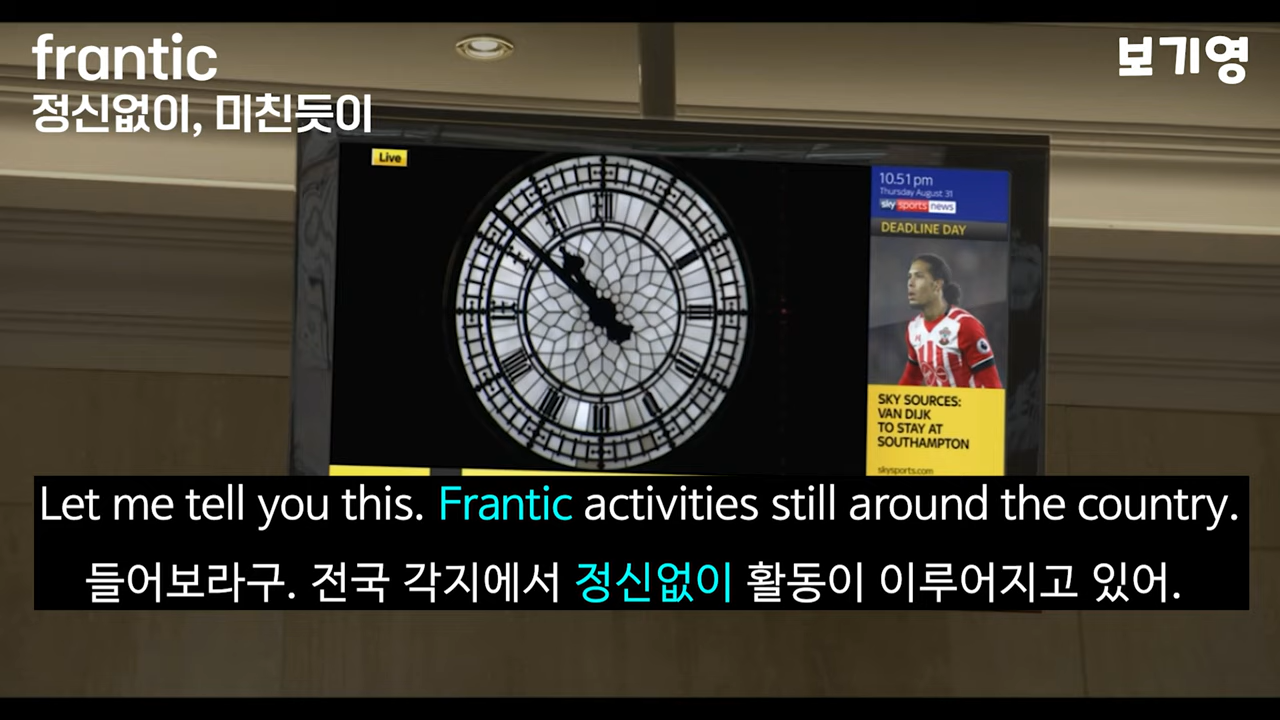 frantic
정신없이, 미친듯이
보기영
Live
10.51pm
Thursday August 31
sky sports news
DEADLINE DAY
SKY SOURCES:
VAN DIJK
TO STAY AT
SOUTHAMPTON
skysports.com
Let me tell you this. Frantic activities still around the country.
들어보라구. 전국 각지에서 정신없이 활동이 이루어지고 있어.